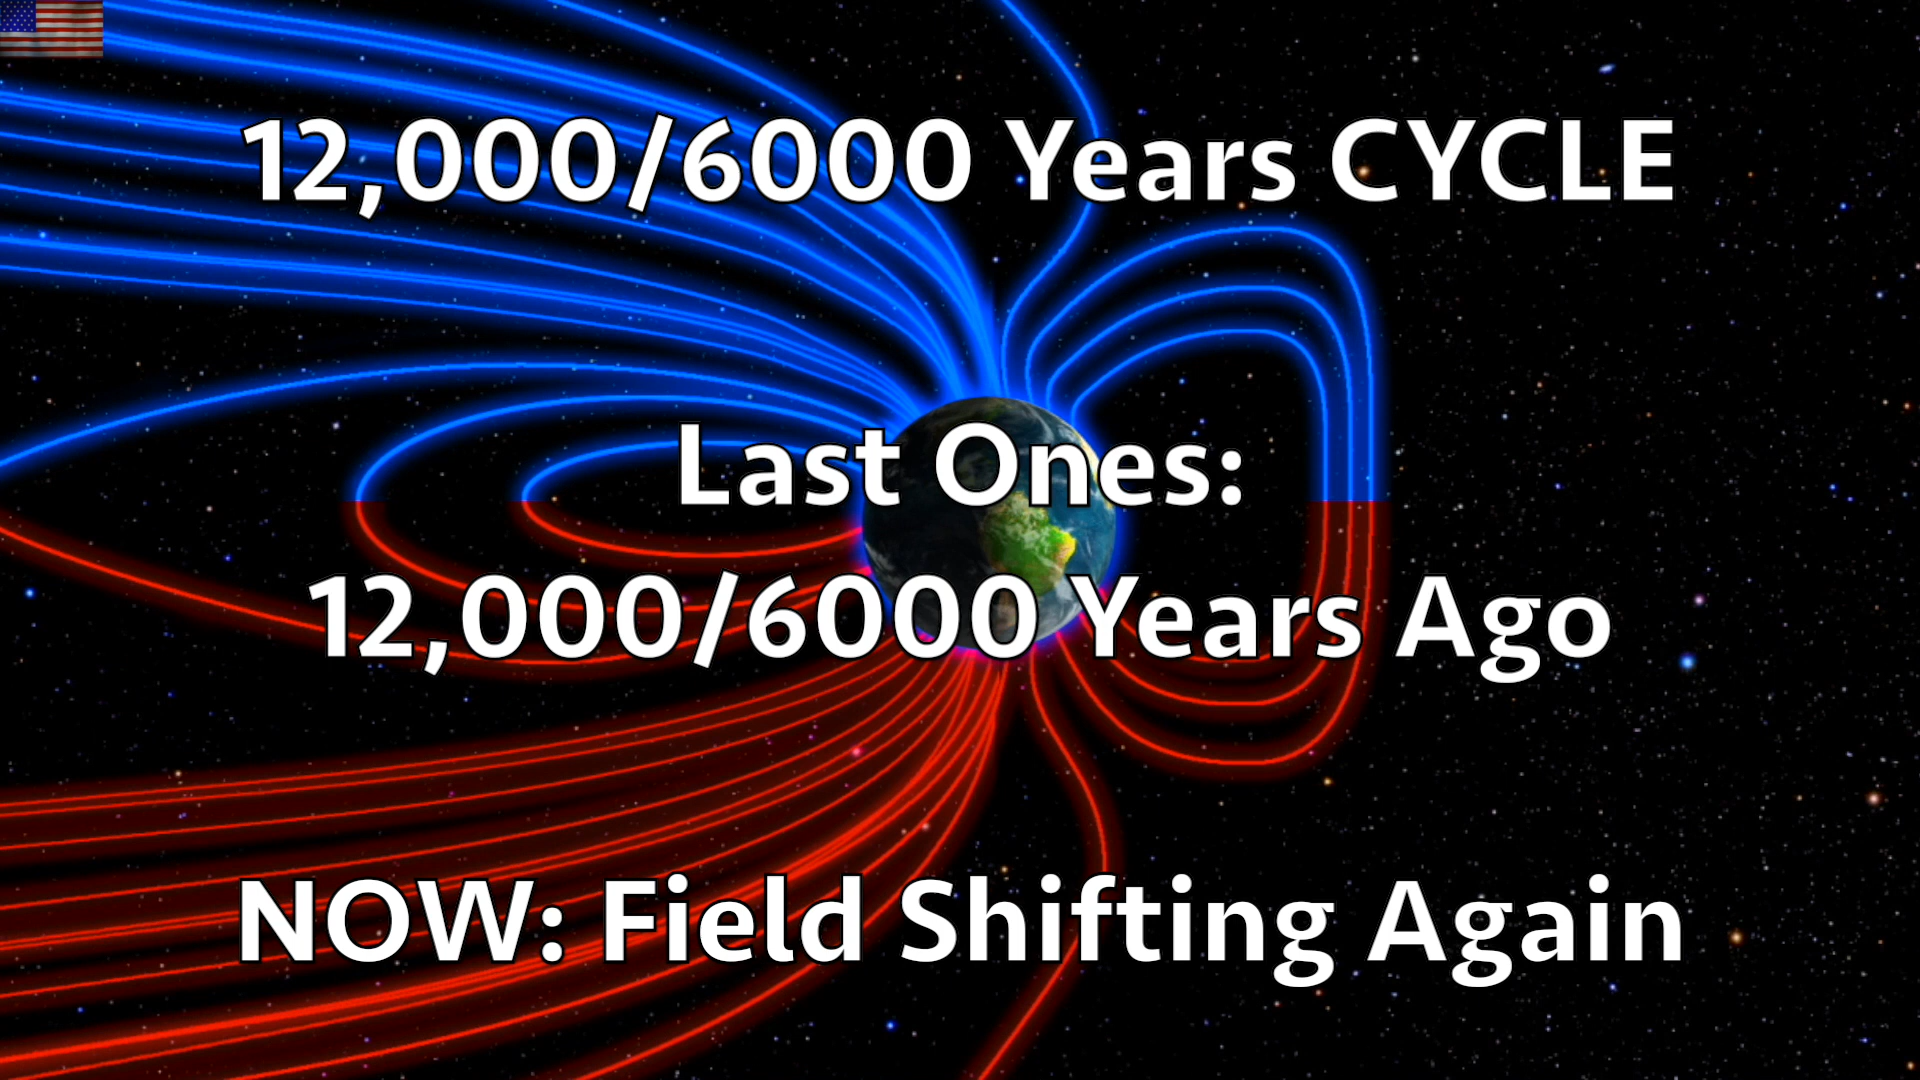 12,000/6000 Years CYCLE
Last Ones:
12,000/6000 Years Ago
NOW: Field Shifting Again